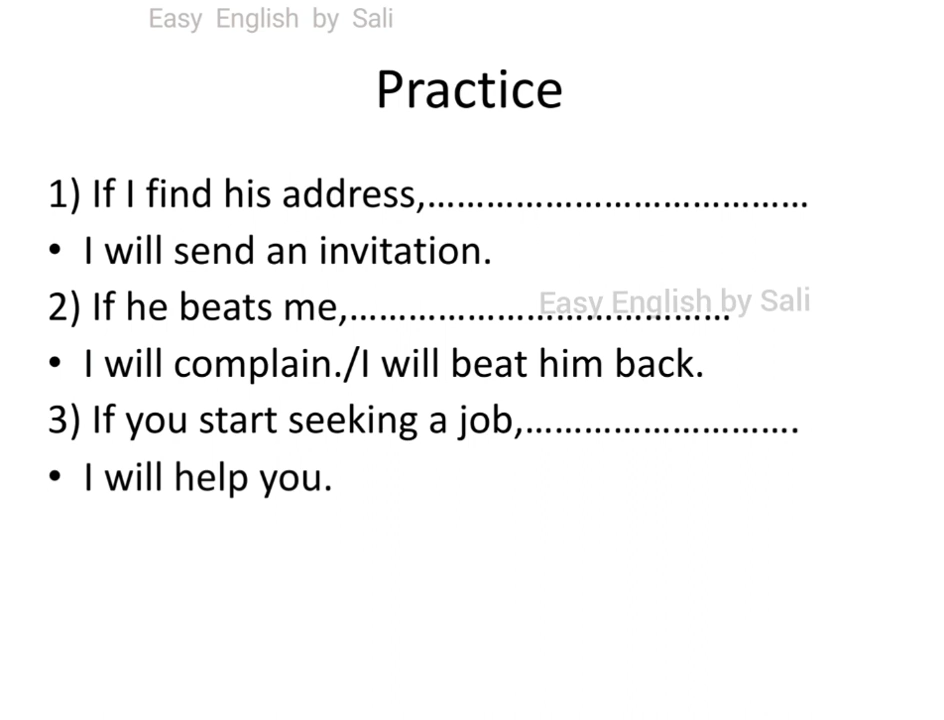 Easy English by Sali
Practice
1) If I find his address,.......................................
• I will send an invitation.
2) If he beats me,.......................................
Easy English by Sali
• I will complain./I will beat him back.
3) If you start seeking a job,............................
• I will help you.